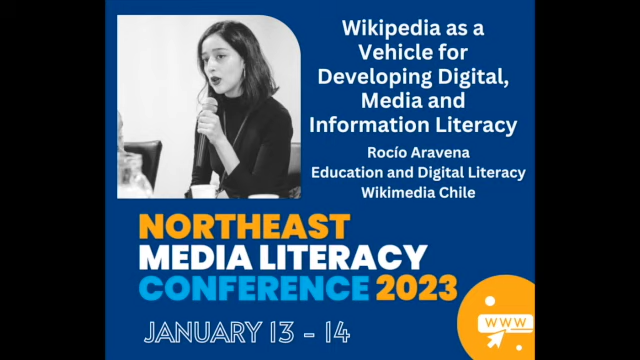 Wikipedia as a
Vehicle for
Developing Digital,
Media and
Information Literacy
Rocío Aravena
Education and Digital Literacy
Wikimedia Chile
NORTHEAST
MEDIA LITERACY
CONFERENCE 2023
JANUARY 13 - 14
WWW